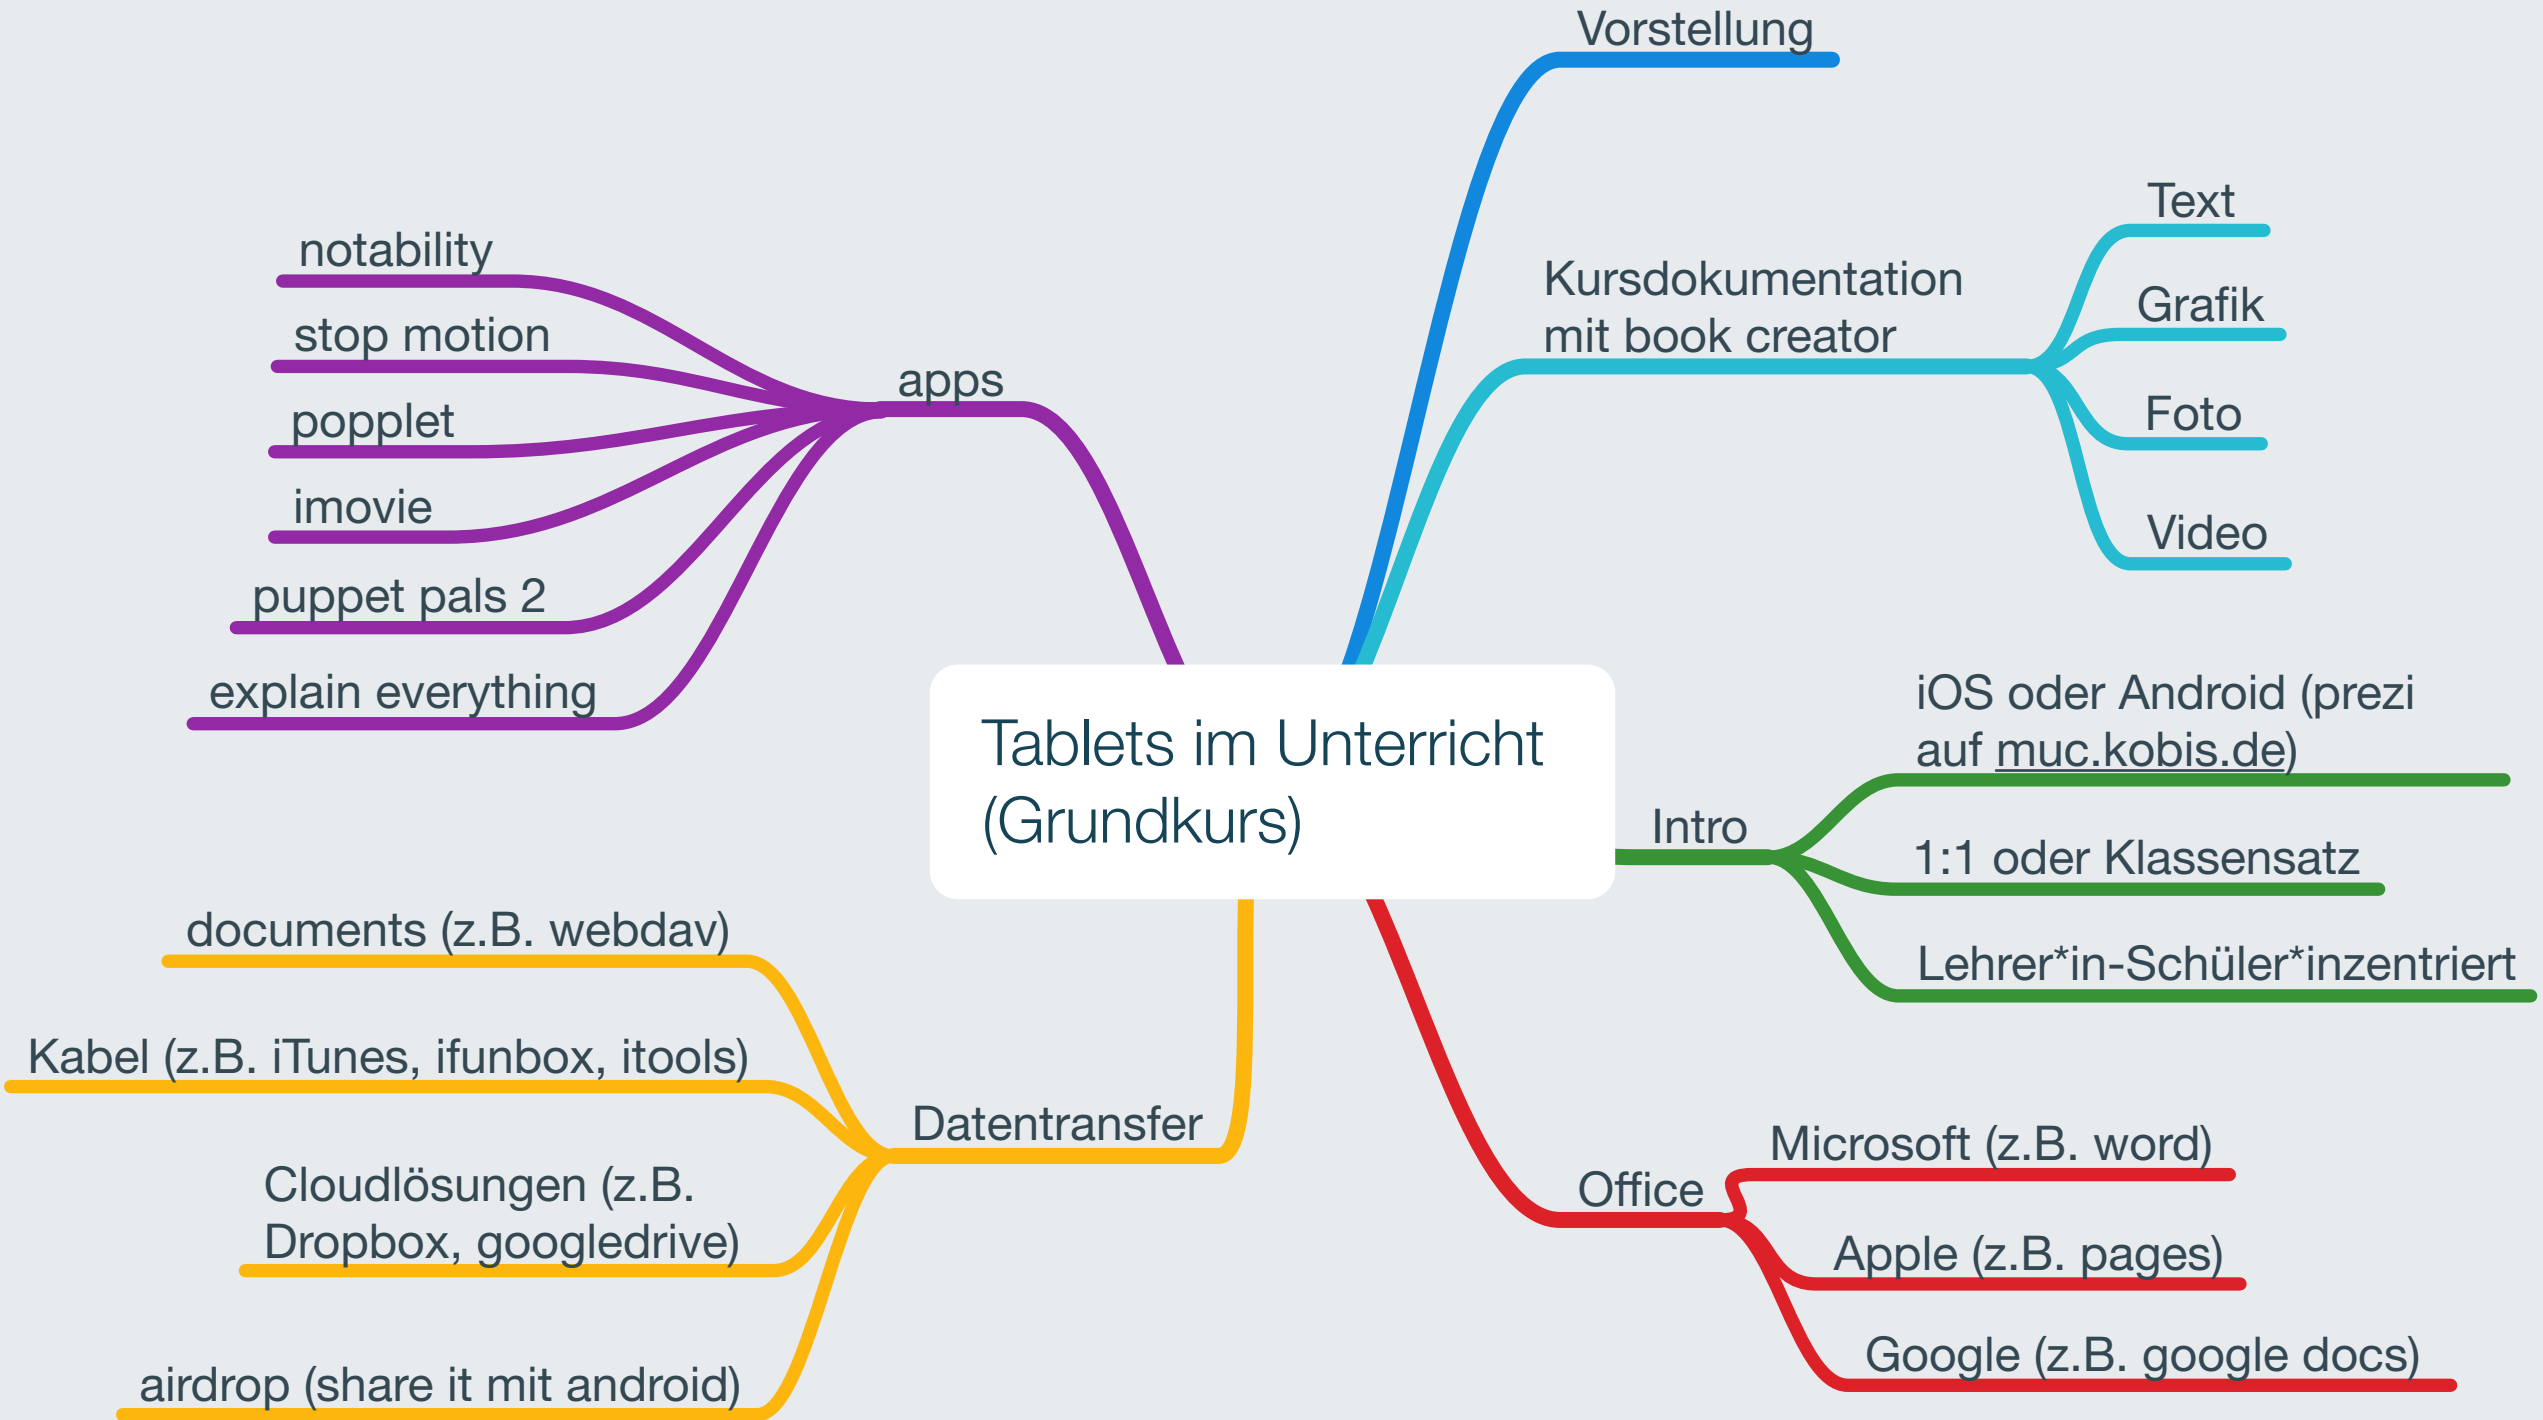 Tablets im Unterricht
(Grundkurs)
Vorstellung
Kursdokumentation
mit book creator
Text
Grafik
Foto
Video
Intro
iOS oder Android (prezi
auf muc.kobis.de)
1:1 oder Klassensatz
Lehrer*in-Schüler*inzentriert
Office
Microsoft (z.B. word)
Apple (z.B. pages)
Google (z.B. google docs)
Datentransfer
documents (z.B. webdav)
Kabel (z.B. iTunes, ifunbox, itools)
Cloudlösungen (z.B.
Dropbox, googledrive)
airdrop (share it mit android)
apps
notability
stop motion
popplet
imovie
puppet pals 2
explain everything